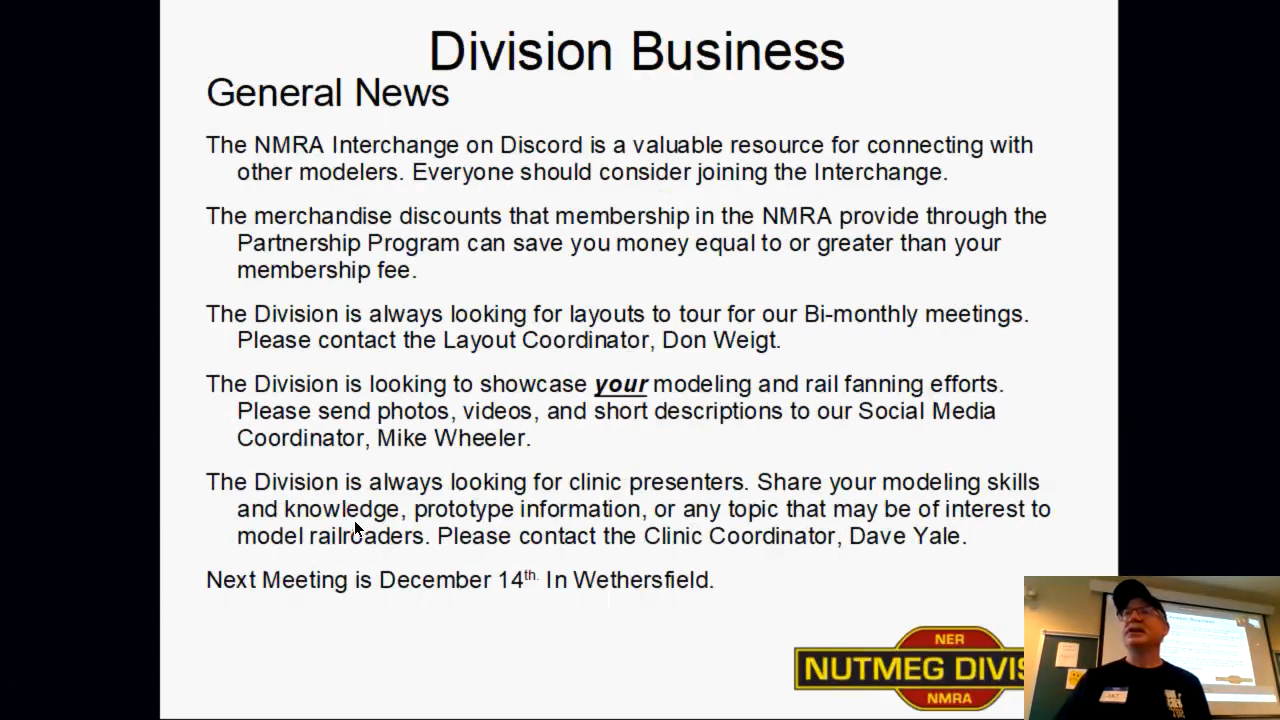 Division Business
General News
The NMRA Interchange on Discord is a valuable resource for connecting with
other modelers. Everyone should consider joining the Interchange.
The merchandise discounts that membership in the NMRA provide through the
Partnership Program can save you money equal to or greater than your
membership fee.
The Division is always looking for layouts to tour for our Bi-monthly meetings.
Please contact the Layout Coordinator, Don Weigt.
The Division is looking to showcase your modeling and rail fanning efforts.
Please send photos, videos, and short descriptions to our Social Media
Coordinator, Mike Wheeler.
The Division is always looking for clinic presenters. Share your modeling skills
and knowledge, prototype information, or any topic that may be of interest to
model railroaders. Please contact the Clinic Coordinator, Dave Yale.
Next Meeting is December 14th. In Wethersfield.
NER
NUTMEG DIVIS
NMRA